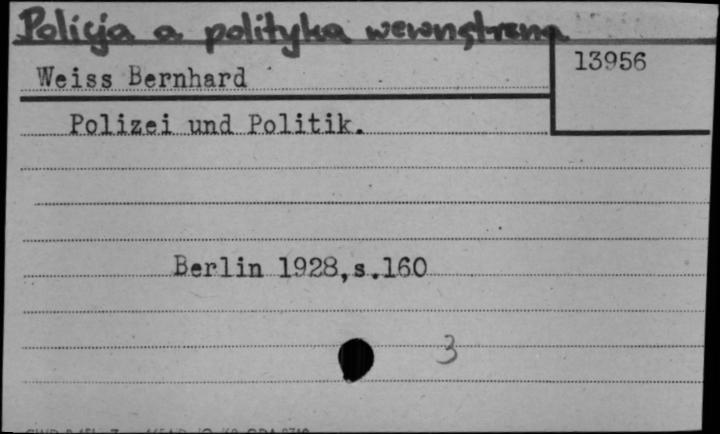 Policja a polityka wewnętrzna
13956
Weiss Bernhard
Polizei und Politik.
Berlin 1928,s.160
3